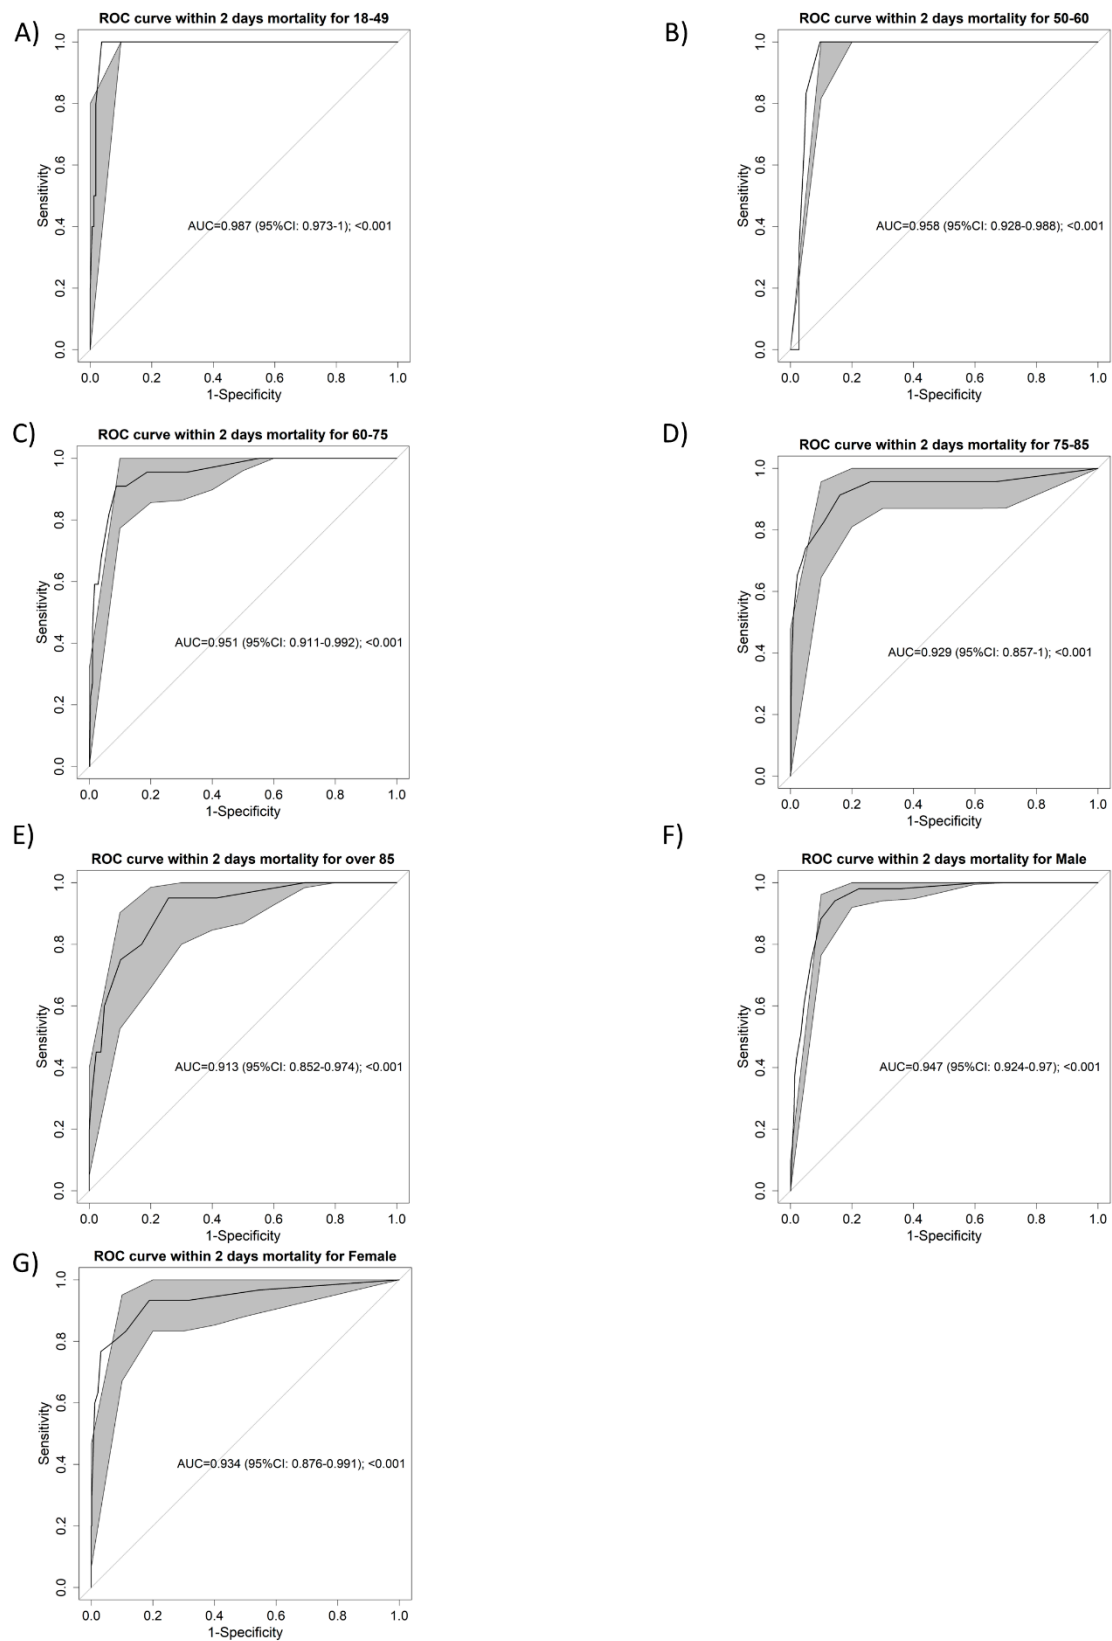 A)
ROC curve within 2 days mortality for 18-49
Sensitivity
0.0 0.2 0.4 0.6 0.8 1.0
AUC=0.987 (95%CI: 0.973-1); <0.001
0.0 0.2 0.4 0.6 0.8 1.0
1-Specificity
B)
ROC curve within 2 days mortality for 50-60
Sensitivity
0.0 0.2 0.4 0.6 0.8 1.0
AUC=0.958 (95%CI: 0.928-0.988); <0.001
0.0 0.2 0.4 0.6 0.8 1.0
1-Specificity
C)
ROC curve within 2 days mortality for 60-75
Sensitivity
0.0 0.2 0.4 0.6 0.8 1.0
AUC=0.951 (95%CI: 0.911-0.992); <0.001
0.0 0.2 0.4 0.6 0.8 1.0
1-Specificity
D)
ROC curve within 2 days mortality for 75-85
Sensitivity
0.0 0.2 0.4 0.6 0.8 1.0
AUC=0.929 (95%CI: 0.857-1); <0.001
0.0 0.2 0.4 0.6 0.8 1.0
1-Specificity
E)
ROC curve within 2 days mortality for over 85
Sensitivity
0.0 0.2 0.4 0.6 0.8 1.0
AUC=0.913 (95%CI: 0.852-0.974); <0.001
0.0 0.2 0.4 0.6 0.8 1.0
1-Specificity
F)
ROC curve within 2 days mortality for Male
Sensitivity
0.0 0.2 0.4 0.6 0.8 1.0
AUC=0.947 (95%CI: 0.924-0.97); <0.001
0.0 0.2 0.4 0.6 0.8 1.0
1-Specificity
G)
ROC curve within 2 days mortality for Female
Sensitivity
0.0 0.2 0.4 0.6 0.8 1.0
AUC=0.934 (95%CI: 0.876-0.991); <0.001
0.0 0.2 0.4 0.6 0.8 1.0
1-Specificity